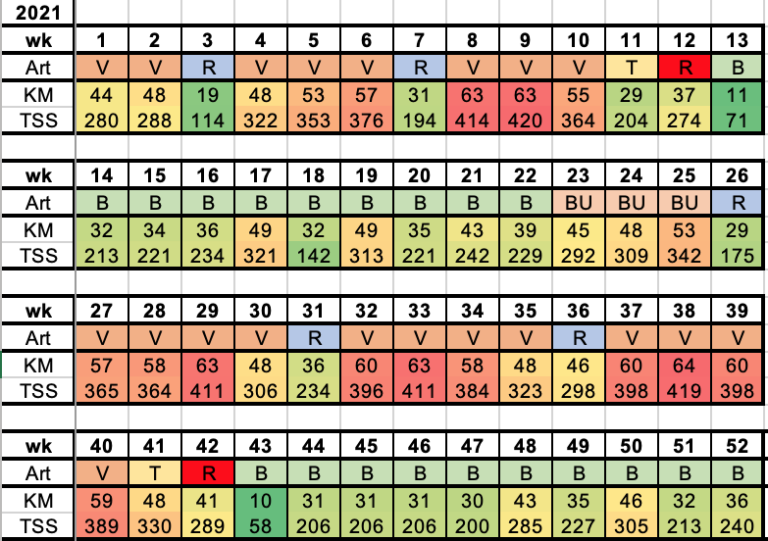 2021
wk 1 2 3 4 5 6 7 8 9 10 11 12 13
Art V V R V V V R V V V T R B
KM 44 48 19 48 53 57 31 63 63 55 29 37 11
TSS 280 288 114 322 353 376 194 414 420 364 204 274 71
wk 14 15 16 17 18 19 20 21 22 23 24 25 26
Art B B B B B B B B B BU BU BU R
KM 32 34 36 49 32 49 35 43 39 45 48 53 29
TSS 213 221 234 321 142 313 221 242 229 292 309 342 175
wk 27 28 29 30 31 32 33 34 35 36 37 38 39
Art V V V V R V V V V R V V V
KM 57 58 63 48 36 60 63 58 48 46 60 64 60
TSS 365 364 411 306 234 396 411 384 323 298 398 419 398
wk 40 41 42 43 44 45 46 47 48 49 50 51 52
Art V T R B B B B B B B B B B
KM 59 48 41 10 31 31 31 30 43 35 46 32 36
TSS 389 330 289 58 206 206 206 200 285 227 305 213 240